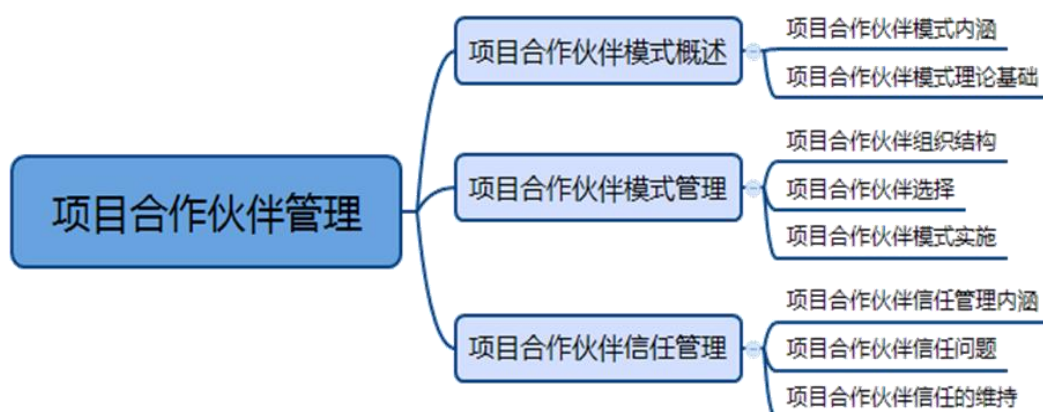 项目合作伙伴管理
项目合作伙伴模式概述
项目合作伙伴模式内涵
项目合作伙伴模式理论基础
项目合作伙伴模式管理
项目合作伙伴组织结构
项目合作伙伴选择
项目合作伙伴模式实施
项目合作伙伴信任管理
项目合作伙伴信任管理内涵
项目合作伙伴信任问题
项目合作伙伴信任的维持